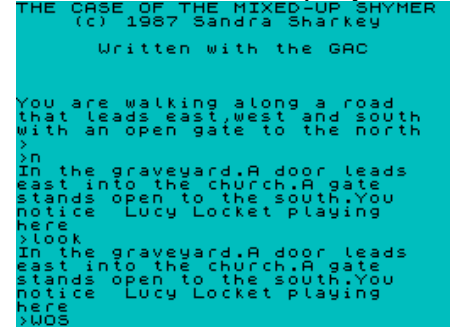 THE CASE OF THE MIXED-UP SHYMER
(c) 1987 Sandra Sharkey
Written with the GAC
You are walking along a road
that leads east,west and south
with an open gate to the north
>
>n
In the graveyard.A door leads
east into the church.A gate
stands open to the south.You
notice  Lucy Locket playing
here
>look
In the graveyard.A door leads
east into the church.A gate
stands open to the south.You
notice  Lucy Locket playing
here
>WOS